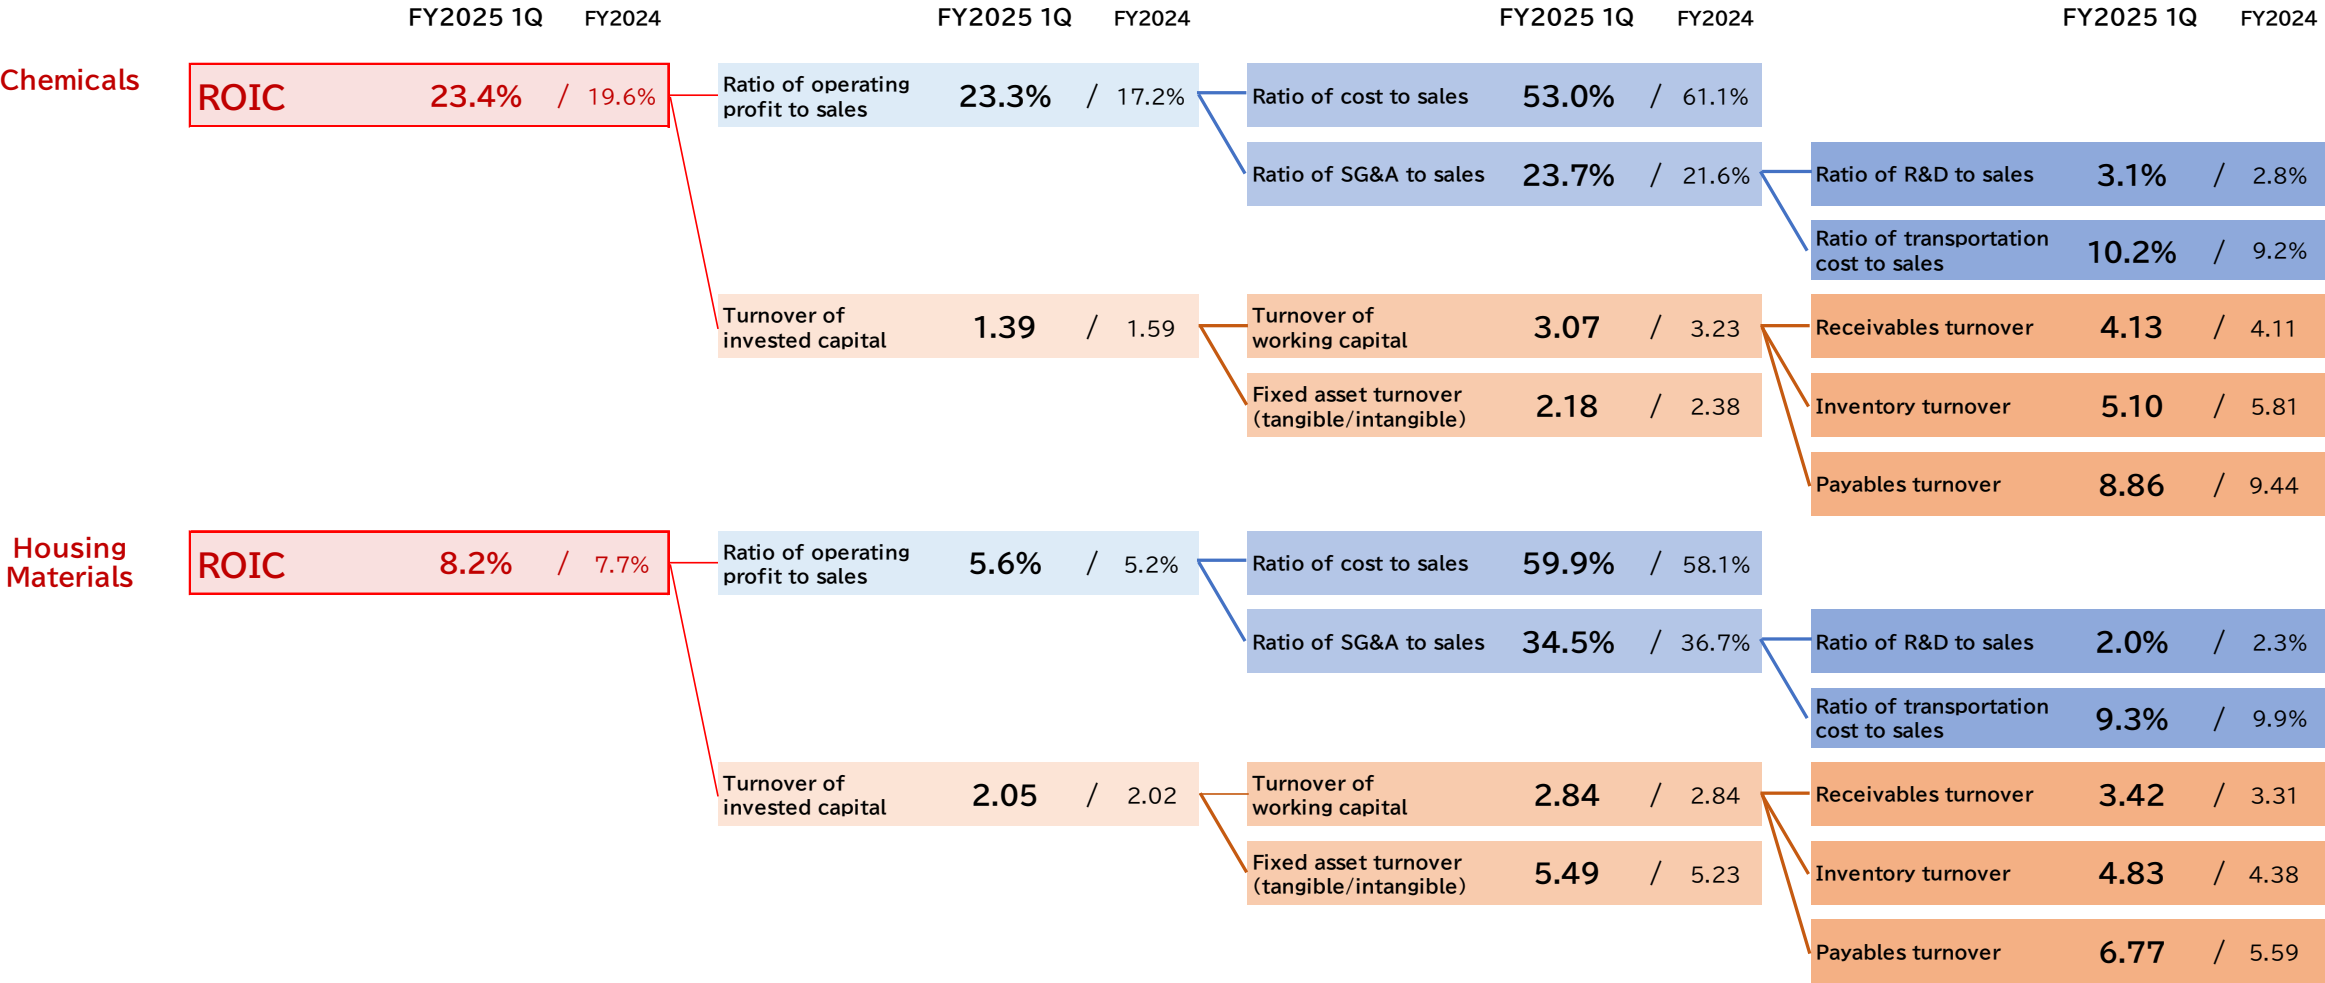 FY2025 1Q FY2024 FY2025 1Q FY2024 FY2025 1Q FY2024 FY2025 1Q FY2024
Chemicals
ROIC 23.4% / 19.6%
Ratio of operating
profit to sales
23.3% / 17.2%
Ratio of cost to sales 53.0% / 61.1%
Ratio of SG&A to sales 23.7% / 21.6%
Ratio of R&D to sales 3.1% / 2.8%
Ratio of transportation
cost to sales
10.2% / 9.2%
Turnover of
invested capital
1.39 / 1.59
Turnover of
working capital
3.07 / 3.23
Receivables turnover 4.13 / 4.11
Fixed asset turnover
(tangible/intangible)
2.18 / 2.38
Inventory turnover 5.10 / 5.81
Payables turnover 8.86 / 9.44
Housing
Materials
ROIC 8.2% / 7.7%
Ratio of operating
profit to sales
5.6% / 5.2%
Ratio of cost to sales 59.9% / 58.1%
Ratio of SG&A to sales 34.5% / 36.7%
Ratio of R&D to sales 2.0% / 2.3%
Ratio of transportation
cost to sales
9.3% / 9.9%
Turnover of
invested capital
2.05 / 2.02
Turnover of
working capital
2.84 / 2.84
Receivables turnover 3.42 / 3.31
Fixed asset turnover
(tangible/intangible)
5.49 / 5.23
Inventory turnover 4.83 / 4.38
Payables turnover 6.77 / 5.59